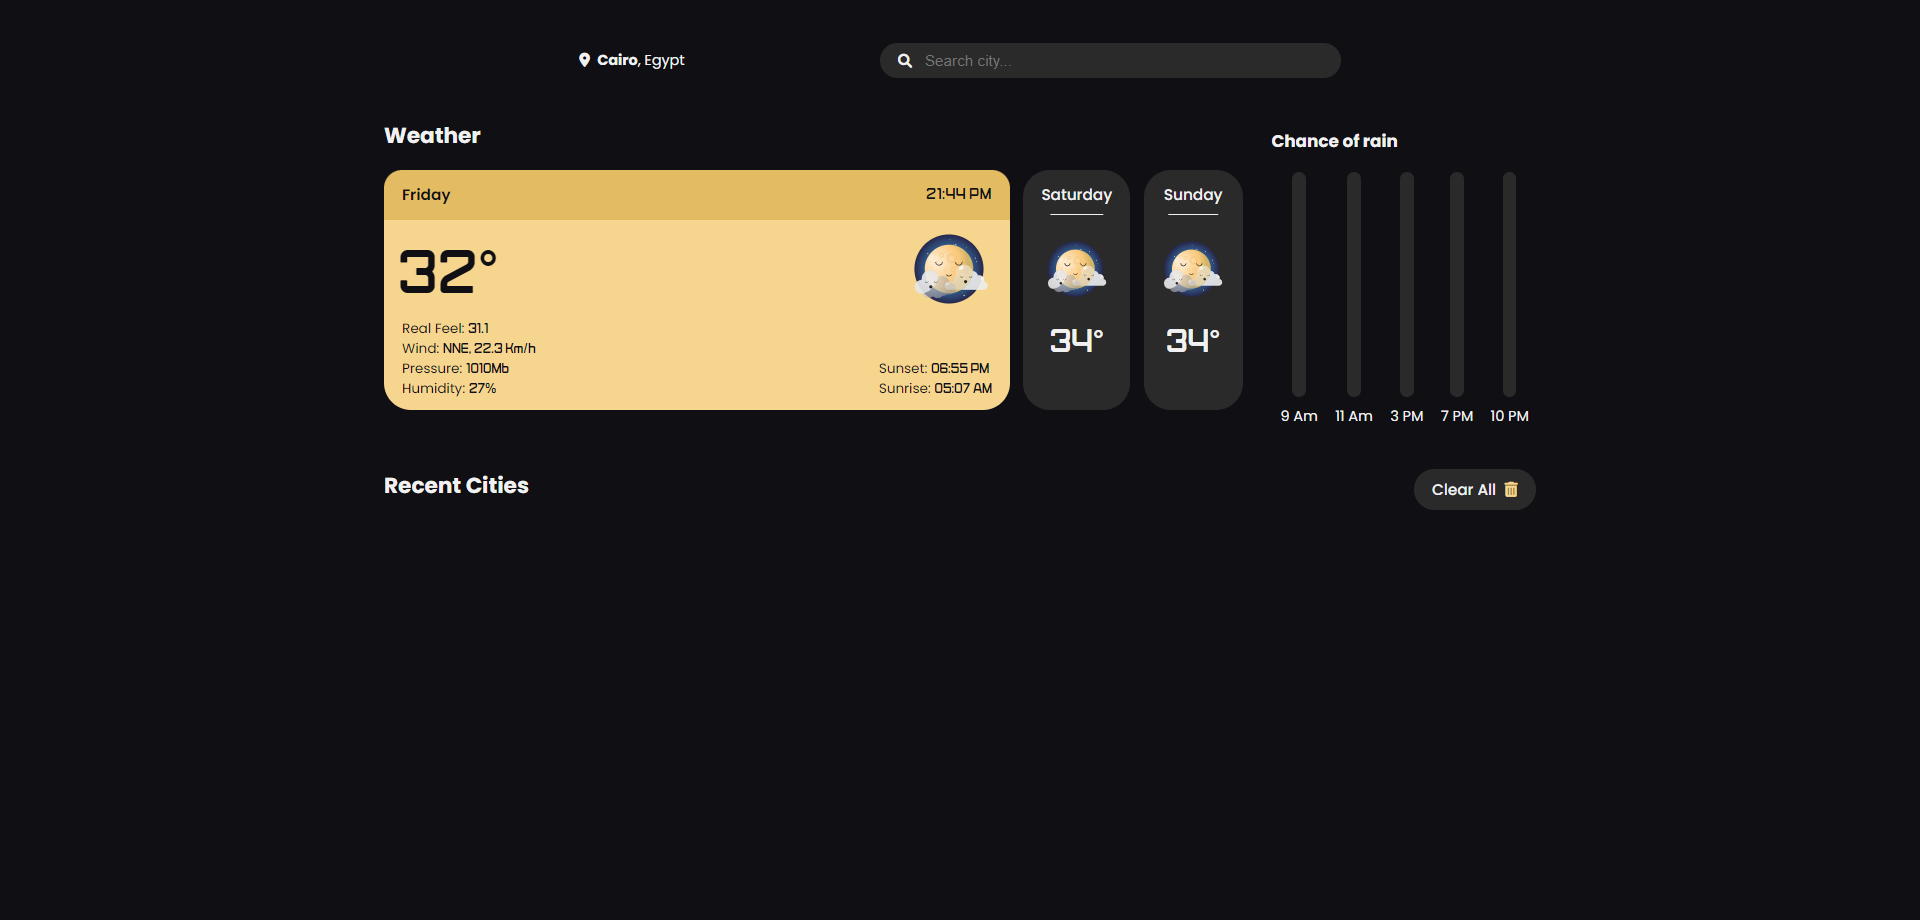 Cairo, Egypt
Search city...
Weather
Chance of rain
Friday
21:44 PM
32°
Real Feel: 31.1
Wind: NNE, 22.3 Km/h
Pressure: 1010Mb
Humidity: 27%
Sunset: 06:55 PM
Sunrise: 05:07 AM
Saturday
34°
Sunday
34°
9 Am
11 Am
3 PM
7 PM
10 PM
Recent Cities
Clear All